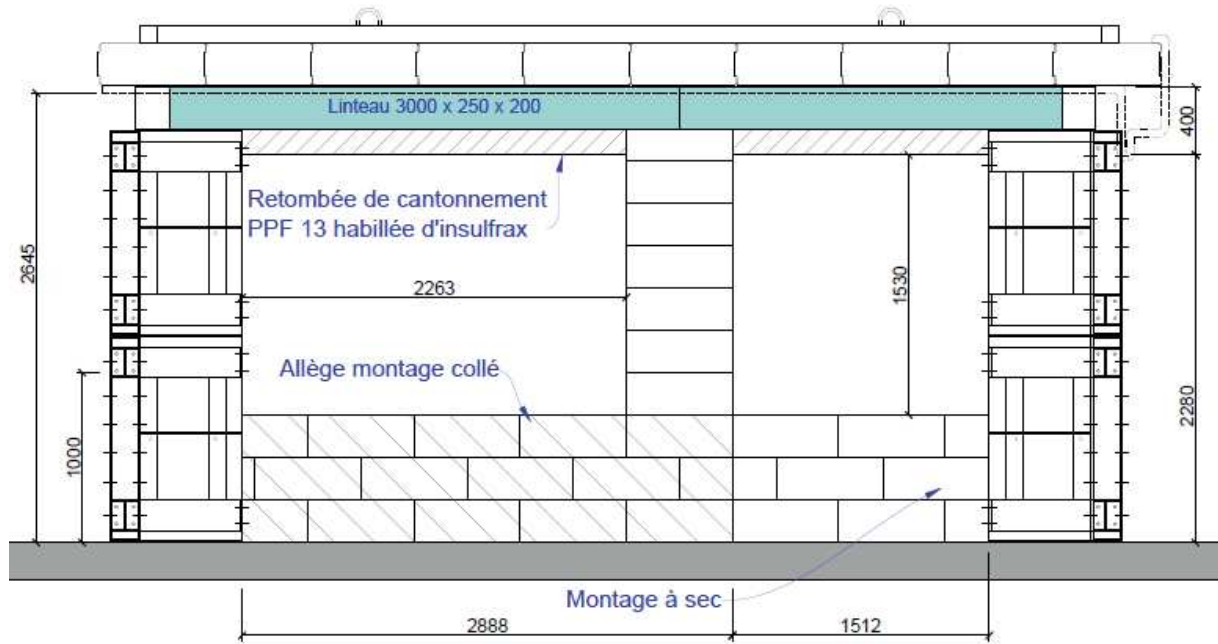 Linteau 3000 x 250 x 200
400
Retombée de cantonnement
PPF 13 habillée d'insulfrax
2645
2263
1530
Allège montage collé
2280
1000
Montage à sec
2888
1512